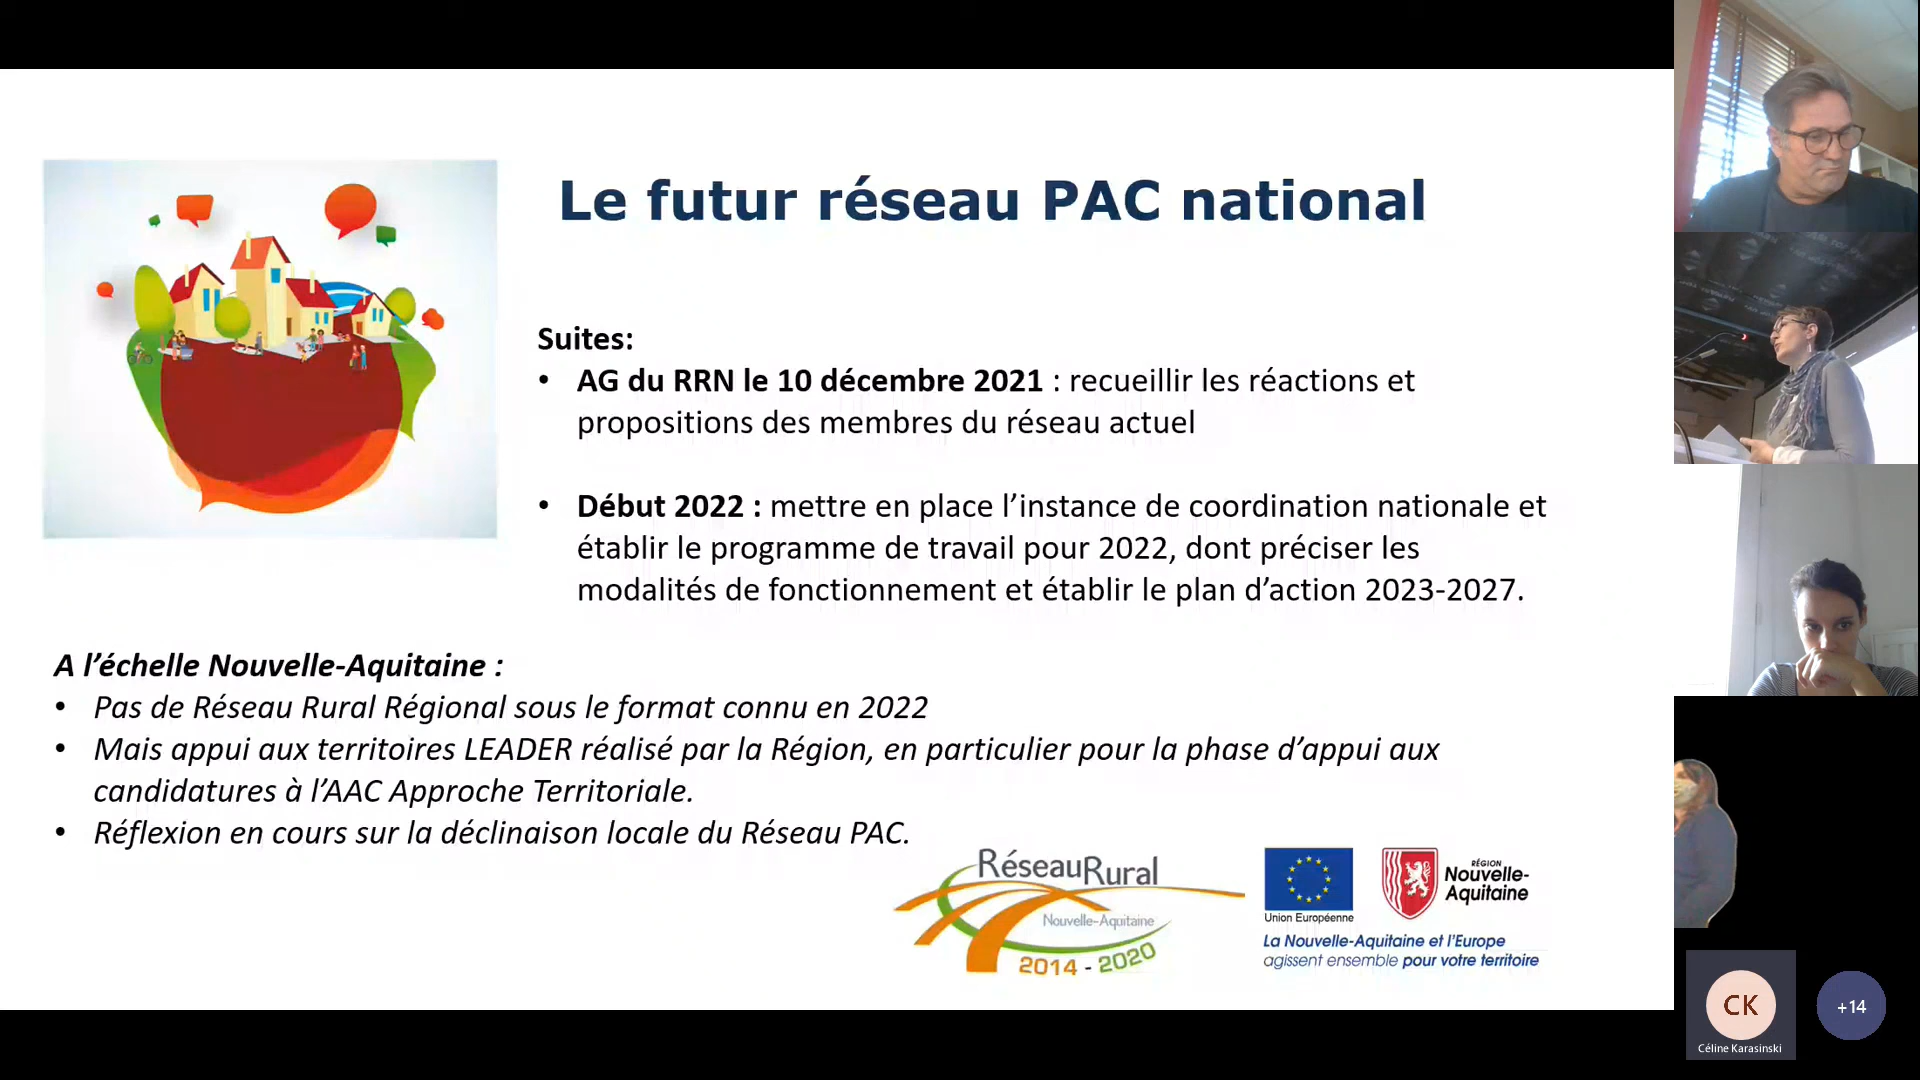 Le futur réseau PAC national
Suites:
• AG du RRN le 10 décembre 2021 : recueillir les réactions et
propositions des membres du réseau actuel
• Début 2022 : mettre en place l’instance de coordination nationale et
établir le programme de travail pour 2022, dont préciser les
modalités de fonctionnement et établir le plan d’action 2023-2027.
A l’échelle Nouvelle-Aquitaine :
• Pas de Réseau Rural Régional sous le format connu en 2022
• Mais appui aux territoires LEADER réalisé par la Région, en particulier pour la phase d’appui aux
candidatures à l’AAC Approche Territoriale.
• Réflexion en cours sur la déclinaison locale du Réseau PAC.
RéseauRural
Nouvelle-Aquitaine
2014 - 2020
Union Européenne
RÉGION
Nouvelle-
Aquitaine
La Nouvelle-Aquitaine et l’Europe
agissent ensemble pour votre territoire
CK
Céline Karasinski
+14